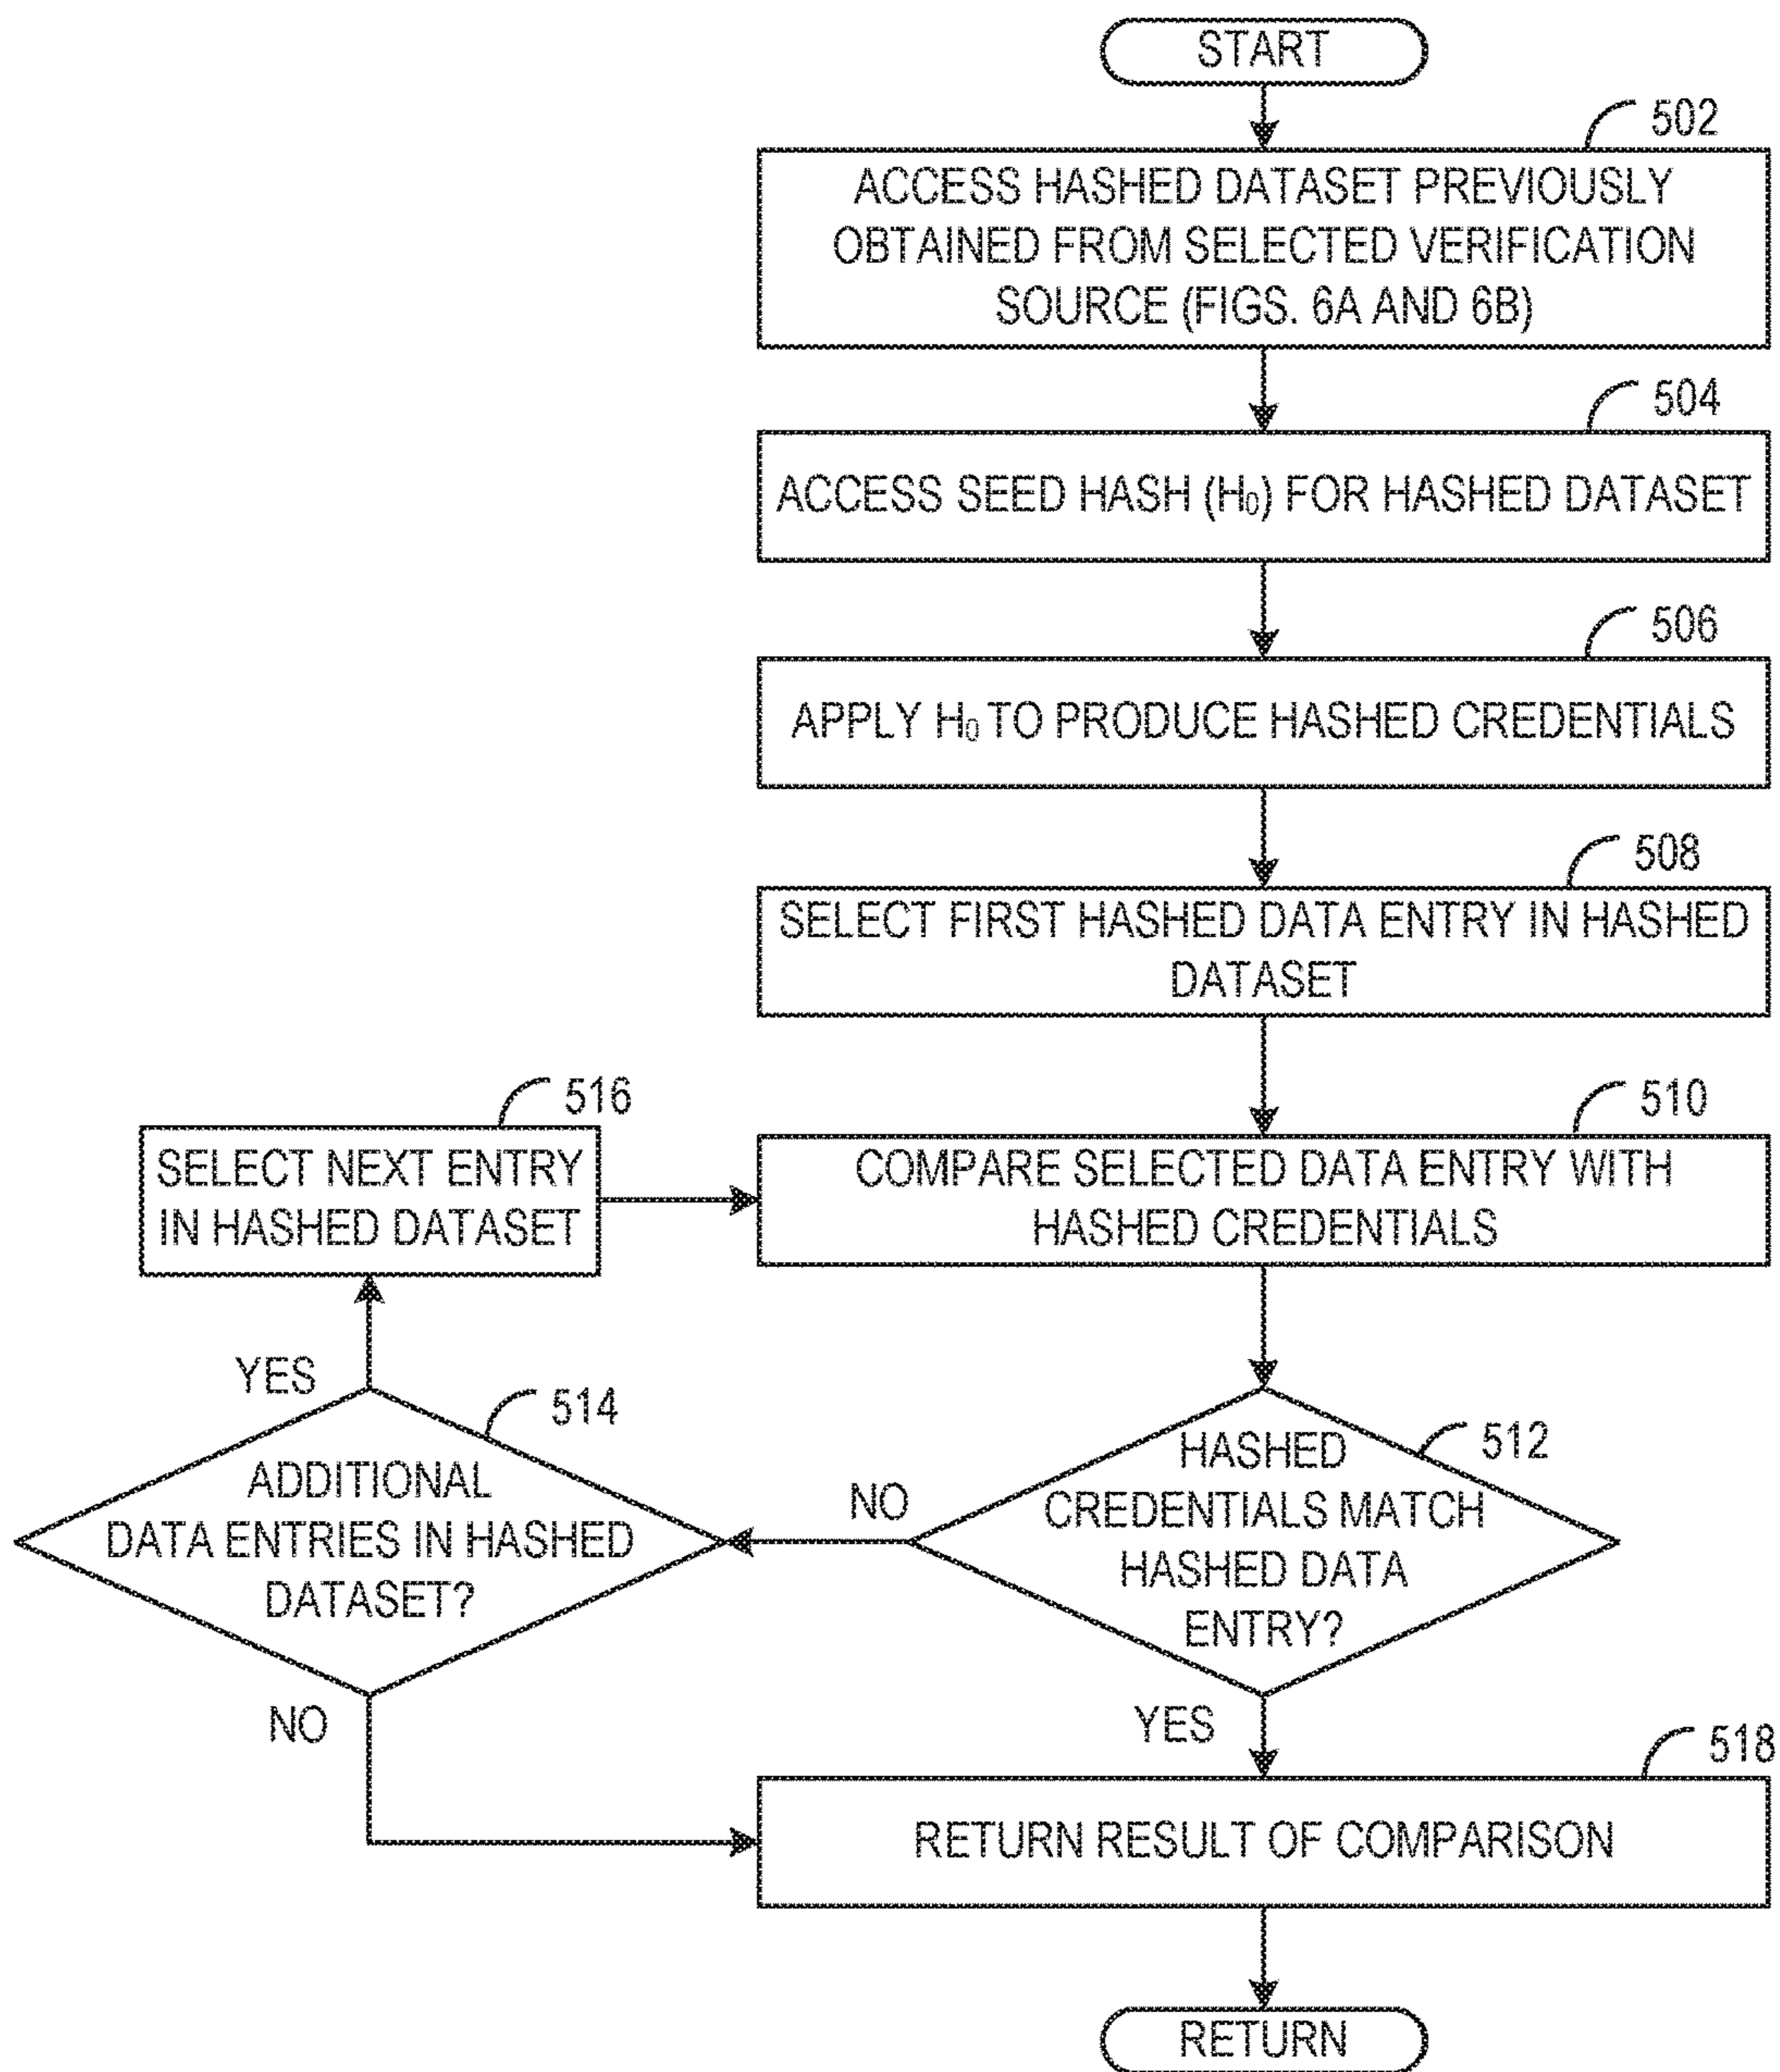 START
502
ACCESS HASHED DATASET PREVIOUSLY
OBTAINED FROM SELECTED VERIFICATION
SOURCE (FIGS. 6A AND 6B)
504
ACCESS SEED HASH (H₀) FOR HASHED DATASET
506
APPLY H₀ TO PRODUCE HASHED CREDENTIALS
508
SELECT FIRST HASHED DATA ENTRY IN HASHED
DATASET
516
SELECT NEXT ENTRY
IN HASHED DATASET
510
COMPARE SELECTED DATA ENTRY WITH
HASHED CREDENTIALS
YES
514
ADDITIONAL
DATA ENTRIES IN HASHED
DATASET?
NO
512
HASHED
CREDENTIALS MATCH
HASHED DATA
ENTRY?
NO
YES
518
RETURN RESULT OF COMPARISON
RETURN